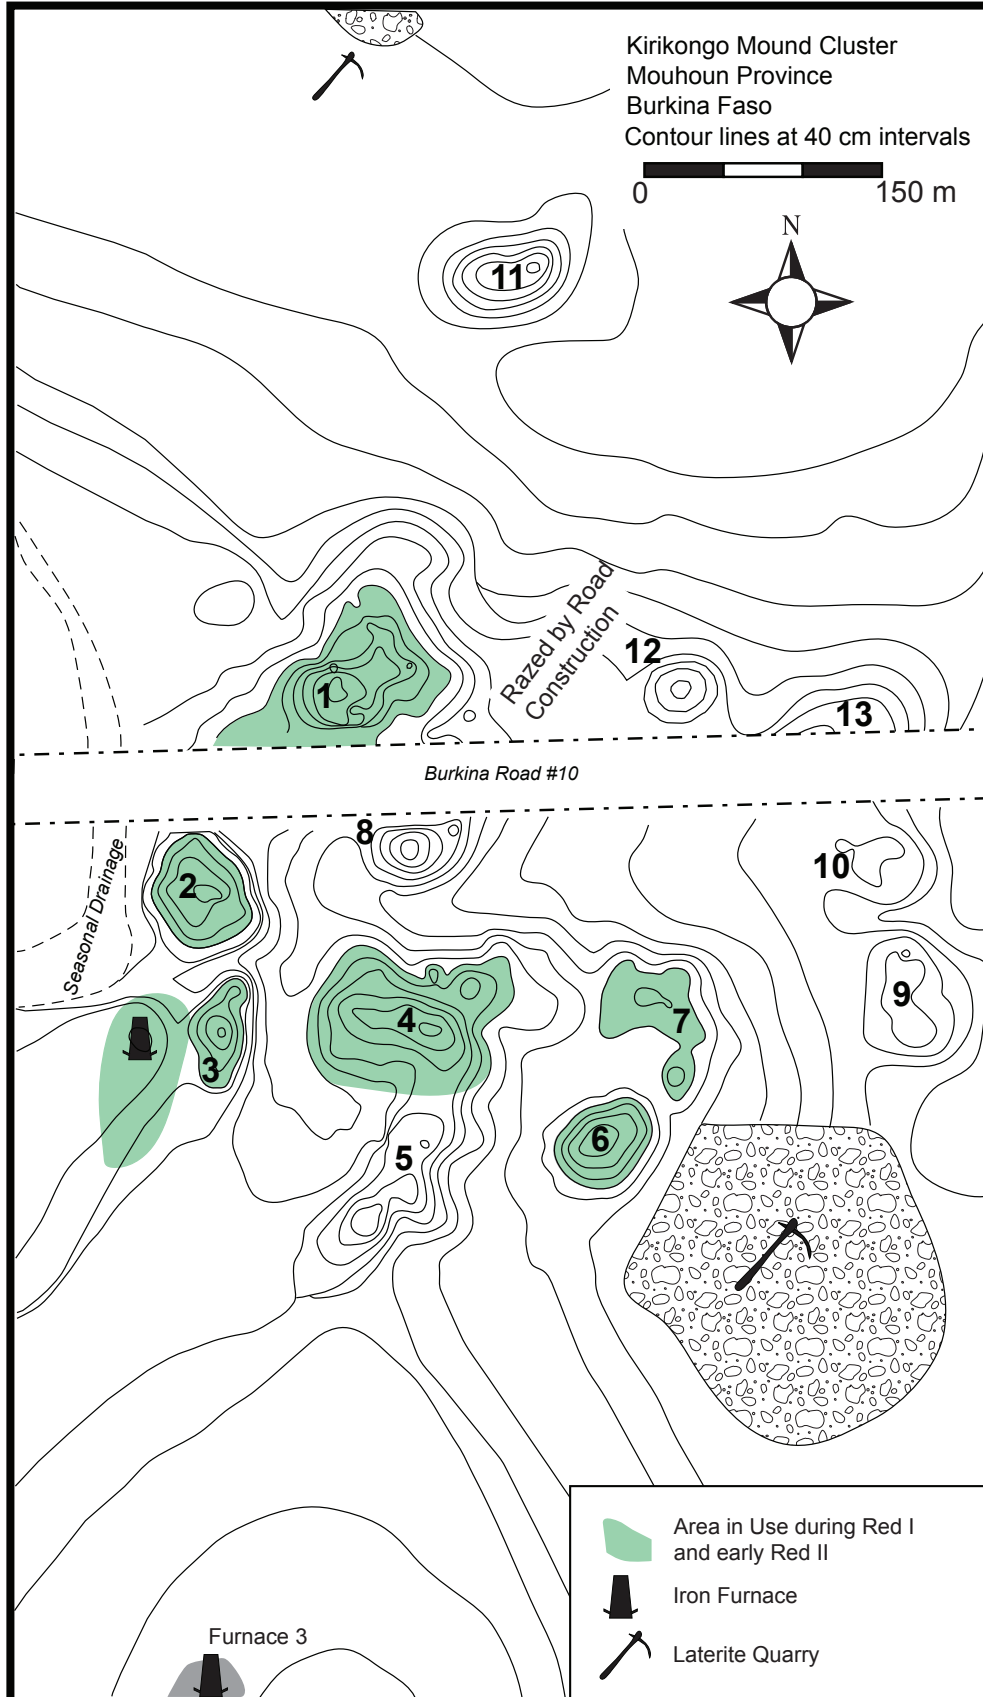 Kirikongo Mound Cluster
Mouhoun Province
Burkina Faso
Contour lines at 40 cm intervals
0 150 m
N
11
Razed by Road
Construction
12
1
13
Burkina Road #10
8
10
2
Seasonal Drainage
9
4
7
3
6
5
Area in Use during Red I
and early Red II
Iron Furnace
Furnace 3
Laterite Quarry